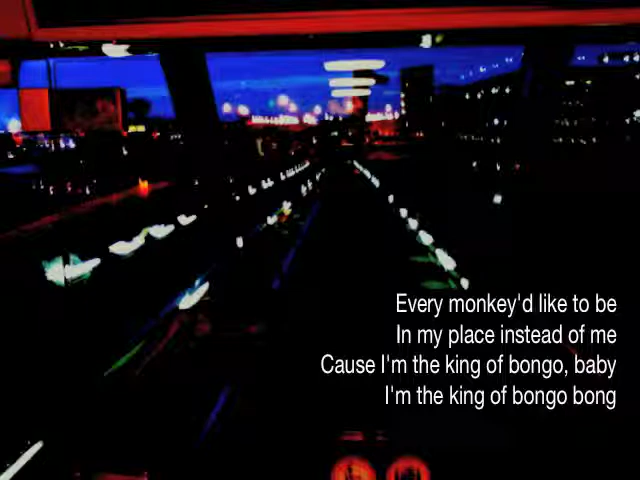 Every monkey'd like to be
In my place instead of me
Cause I'm the king of bongo, baby
I'm the king of bongo bong